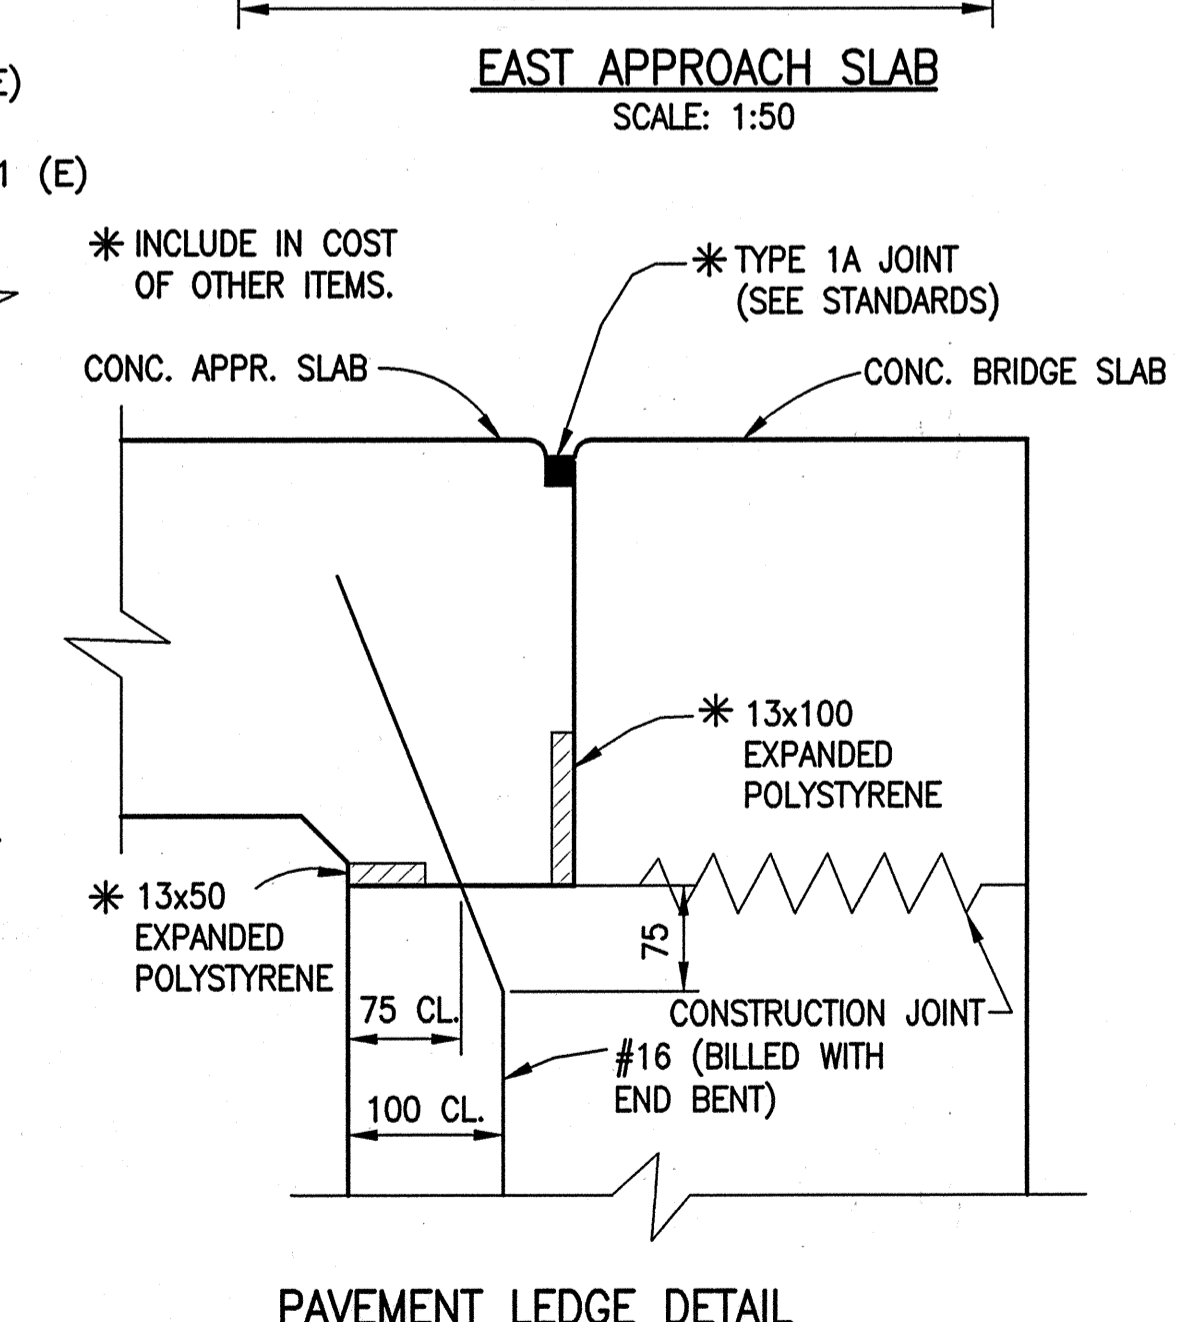 EAST APPROACH SLAB
SCALE: 1:50
E)
1 (E)
* INCLUDE IN COST
OF OTHER ITEMS.
* TYPE 1A JOINT
(SEE STANDARDS)
CONC. APPR. SLAB
CONC. BRIDGE SLAB
* 13x100
EXPANDED
POLYSTYRENE
* 13x50
EXPANDED
POLYSTYRENE
75
75 CL.
CONSTRUCTION JOINT
#16 (BILLED WITH
END BENT)
100 CL.
PAVEMENT LEDGE DETAIL